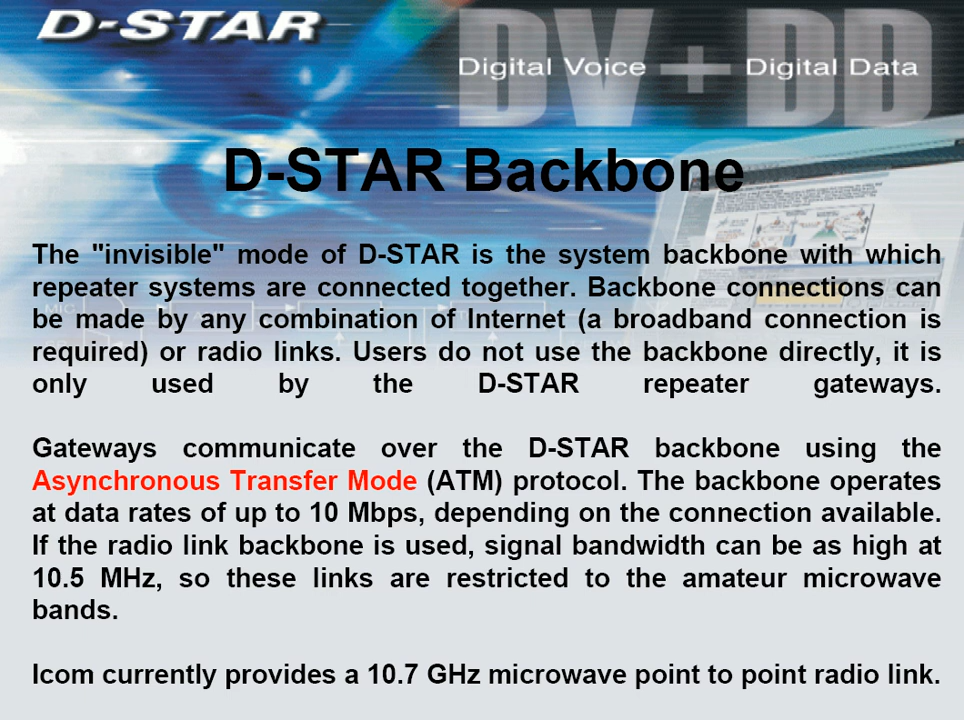 D-STAR
DV + DD
Digital Voice
Digital Data
D-STAR Backbone
The "invisible" mode of D-STAR is the system backbone with which
repeater systems are connected together. Backbone connections can
be made by any combination of Internet (a broadband connection is
required) or radio links. Users do not use the backbone directly, it is
only used by the D-STAR repeater gateways.
Gateways communicate over the D-STAR backbone using the
Asynchronous Transfer Mode (ATM) protocol. The backbone operates
at data rates of up to 10 Mbps, depending on the connection available.
If the radio link backbone is used, signal bandwidth can be as high at
10.5 MHz, so these links are restricted to the amateur microwave
bands.
Icom currently provides a 10.7 GHz microwave point to point radio link.